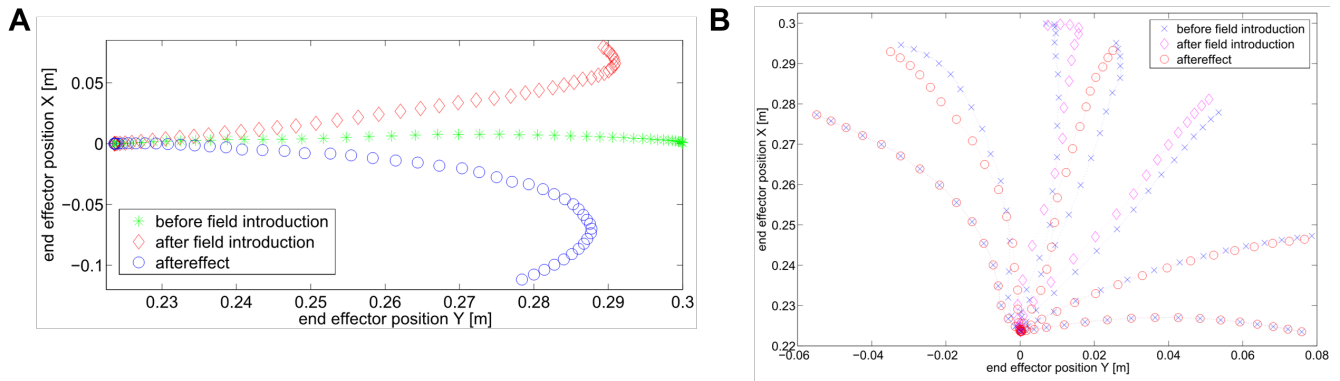 A
end effector position X [m]
0.05
0
−0.05
−0.1
before field introduction
after field introduction
aftereffect
0.23 0.24 0.25 0.26 0.27 0.28 0.29 0.3
end effector position Y [m]
B
end effector position X [m]
0.3
0.29
0.28
0.27
0.26
0.25
0.24
0.23
0.22
before field introduction
after field introduction
aftereffect
−0.06 −0.04 −0.02 0 0.02 0.04 0.06 0.08
end effector position Y [m]